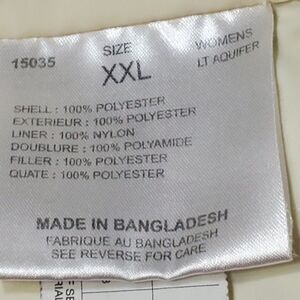 15035 SIZE WOMENS
XXL LT AQUIFER
SHELL : 100% POLYESTER
EXTERIEUR : 100% POLYESTER
LINER : 100% NYLON
DOUBLURE : 100% POLYAMIDE
FILLER : 100% POLYESTER
QUATE : 100% POLYESTER
MADE IN BANGLADESH
FABRIQUE AU BANGLADESH
SEE REVERSE FOR CARE